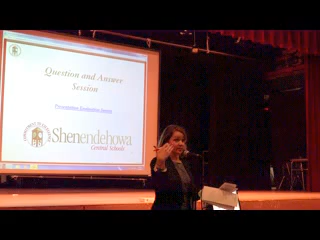 Question and Answer
Session
Shenendehowa
Central Schools